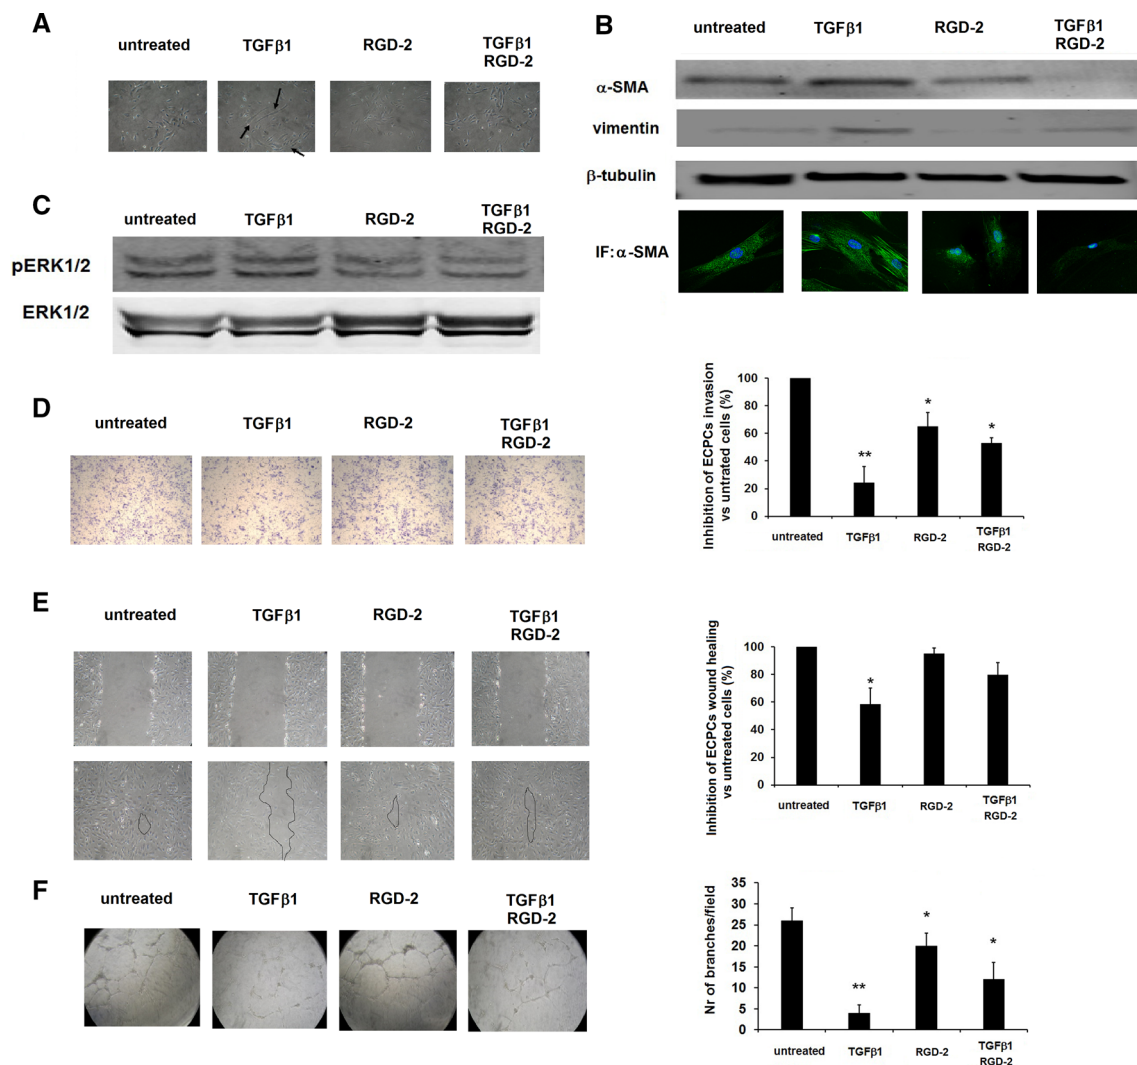 A
untreated TGFβ1 RGD-2 TGFβ1
RGD-2
B
untreated TGFβ1 RGD-2 TGFβ1
RGD-2
α-SMA
vimentin
β-tubulin
IF:α-SMA
C
untreated TGFβ1 RGD-2 TGFβ1
RGD-2
pERK1/2
ERK1/2
D
untreated TGFβ1 RGD-2 TGFβ1
RGD-2
Inhibition of ECPCs invasion
vs untrated cells (%)
100
80
60
40
20
0
**
*
*
untreated TGFβ1 RGD-2 TGFβ1
RGD-2
E
untreated TGFβ1 RGD-2 TGFβ1
RGD-2
Inhibition of ECPCs wound healing
vs untreated cells (%)
100
80
60
40
20
0
*
untreated TGFβ1 RGD-2 TGFβ1
RGD-2
F
untreated TGFβ1 RGD-2 TGFβ1
RGD-2
Nr of branches/field
35
30
25
20
15
10
5
0
**
*
*
untreated TGFβ1 RGD-2 TGFβ1
RGD-2